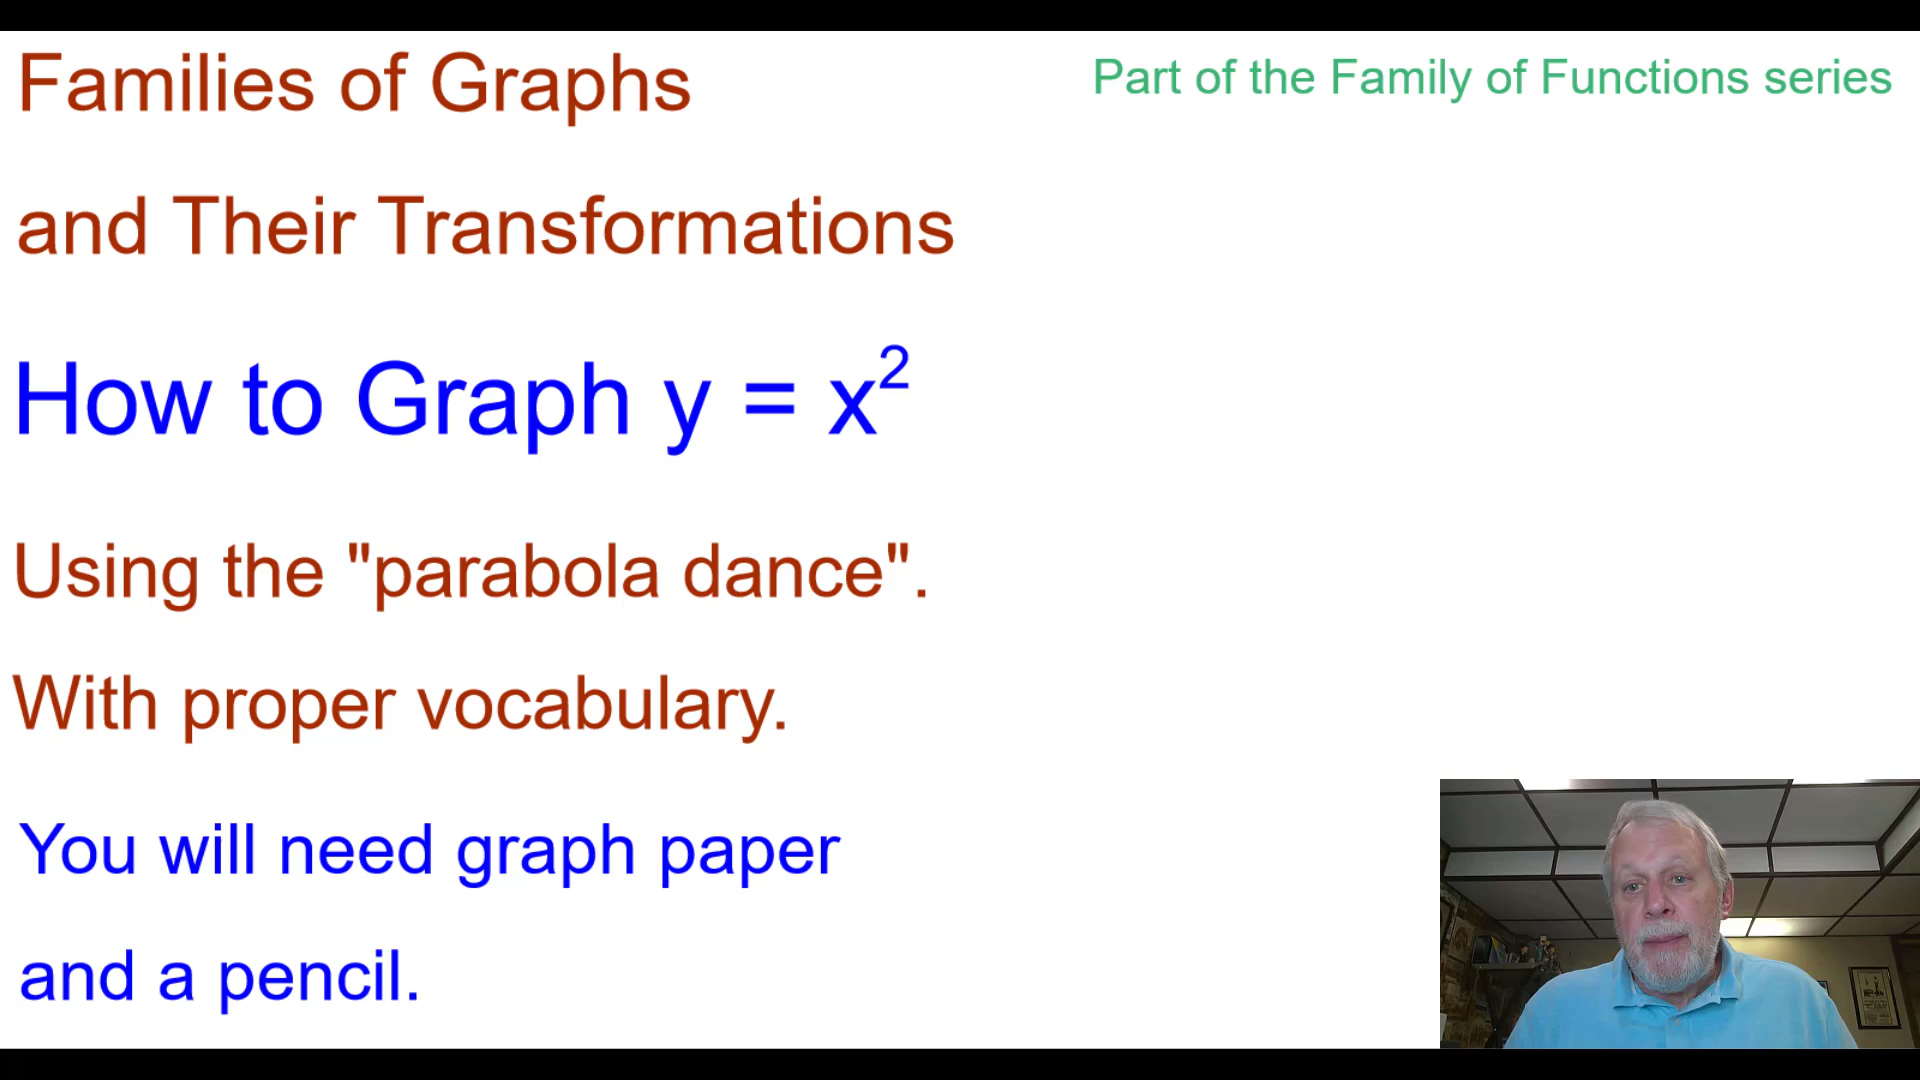 Families of Graphs
Part of the Family of Functions series
and Their Transformations
How to Graph y = x²
Using the "parabola dance".
With proper vocabulary.
You will need graph paper
and a pencil.